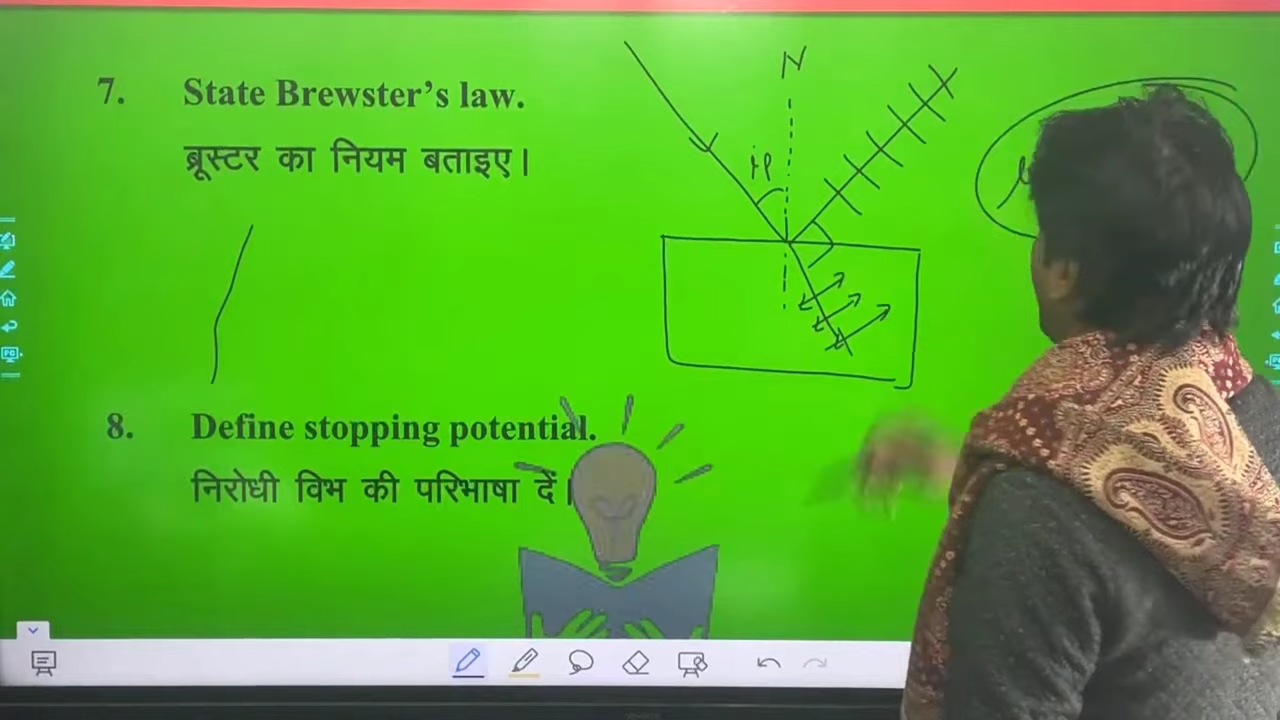 7. State Brewster's law.
ब्रूस्टर का नियम बताइए।
N
ip
8. Define stopping potential.
निरोधी विभ की परिभाषा दें।